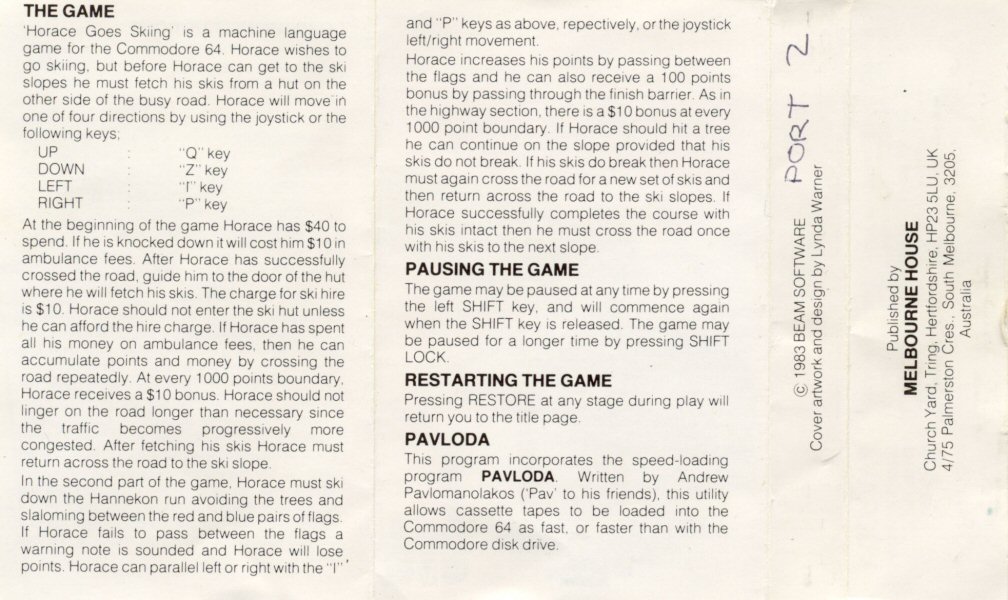 THE GAME
'Horace Goes Skiing' is a machine language
game for the Commodore 64. Horace wishes to
go skiing, but before Horace can get to the ski
slopes he must fetch his skis from a hut on the
other side of the busy road. Horace will move in
one of four directions by using the joystick or the
following keys;
UP : "Q" key
DOWN : "Z" key
LEFT : "I" key
RIGHT : "P" key
At the beginning of the game Horace has $40 to
spend. If he is knocked down it will cost him $10 in
ambulance fees. After Horace has successfully
crossed the road, guide him to the door of the hut
where he will fetch his skis. The charge for ski hire
is $10. Horace should not enter the ski hut unless
he can afford the hire charge. If Horace has spent
all his money on ambulance fees, then he can
accumulate points and money by crossing the
road repeatedly. At every 1000 points boundary,
Horace receives a $10 bonus. Horace should not
linger on the road longer than necessary since
the traffic becomes progressively more
congested. After fetching his skis Horace must
return across the road to the ski slope.
In the second part of the game, Horace must ski
down the Hannekon run avoiding the trees and
slaloming between the red and blue pairs of flags.
If Horace fails to pass between the flags a
warning note is sounded and Horace will lose
points. Horace can parallel left or right with the "I"
and "P" keys as above, repectively, or the joystick
left/right movement.
Horace increases his points by passing between
the flags and he can also receive a 100 points
bonus by passing through the finish barrier. As in
the highway section, there is a $10 bonus at every
1000 point boundary. If Horace should hit a tree
he can continue on the slope provided that his
skis do not break. If his skis do break then Horace
must again cross the road for a new set of skis and
then return across the road to the ski slopes. If
Horace successfully completes the course with
his skis intact then he must cross the road once
with his skis to the next slope.
PAUSING THE GAME
The game may be paused at any time by pressing
the left SHIFT key, and will commence again
when the SHIFT key is released. The game may
be paused for a longer time by pressing SHIFT
LOCK.
RESTARTING THE GAME
Pressing RESTORE at any stage during play will
return you to the title page.
PAVLODA
This program incorporates the speed-loading
program PAVLODA. Written by Andrew
Pavlomanolakos ('Pav' to his friends), this utility
allows cassette tapes to be loaded into the
Commodore 64 as fast, or faster than with the
Commodore disk drive.
PORT 2
© 1983 BEAM SOFTWARE
Cover artwork and design by Lynda Warner
Published by
MELBOURNE HOUSE
Church Yard, Tring, Hertfordshire, HP23 5LU, UK
4/75 Palmerston Cres., South Melbourne, 3205,
Australia